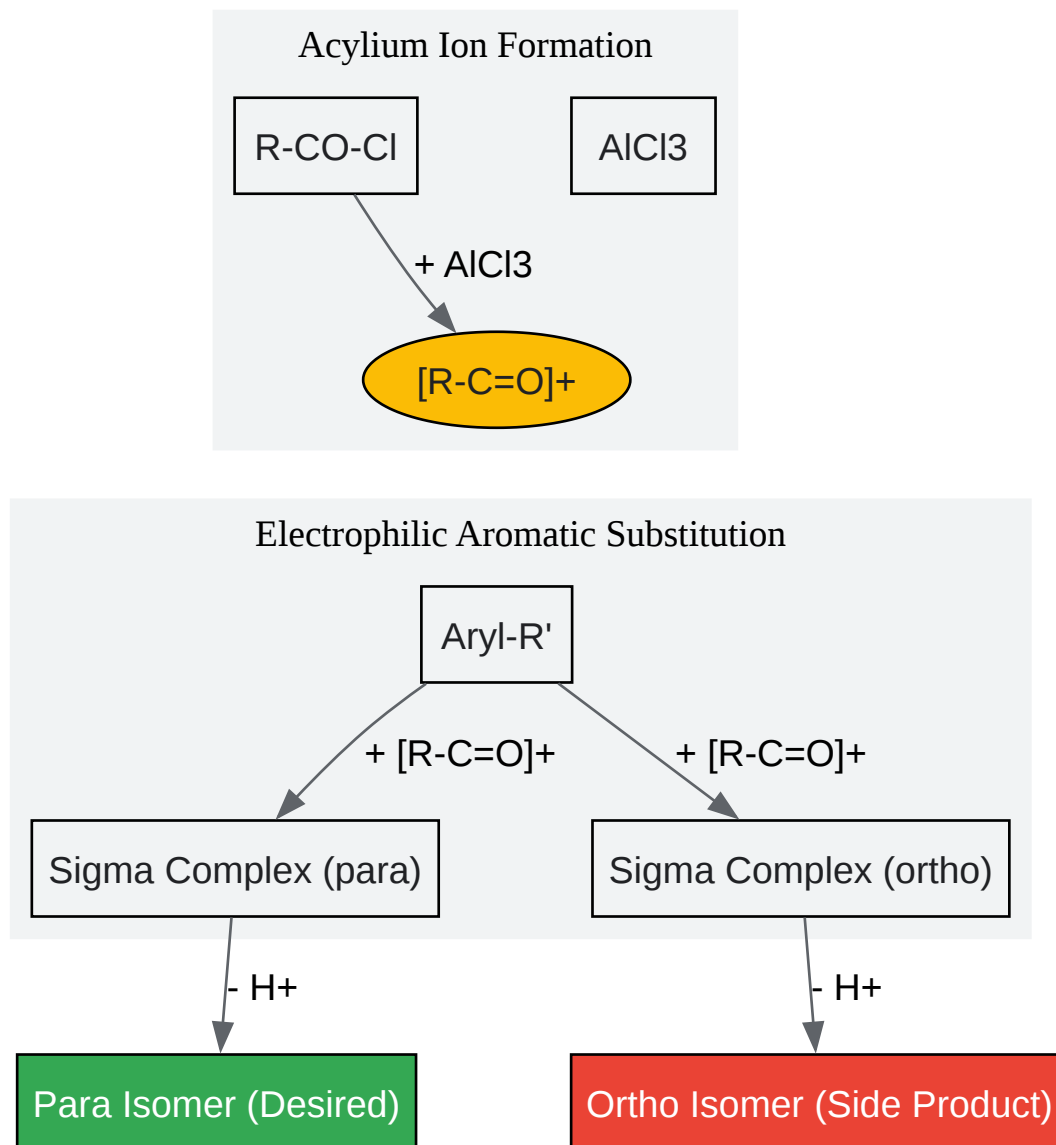 Acylium Ion Formation
R-CO-Cl
AlCl3
+ AlCl3
[R-C=O]+
Electrophilic Aromatic Substitution
Aryl-R'
+ [R-C=O]+
+ [R-C=O]+
Sigma Complex (para)
Sigma Complex (ortho)
- H+
- H+
Para Isomer (Desired)
Ortho Isomer (Side Product)